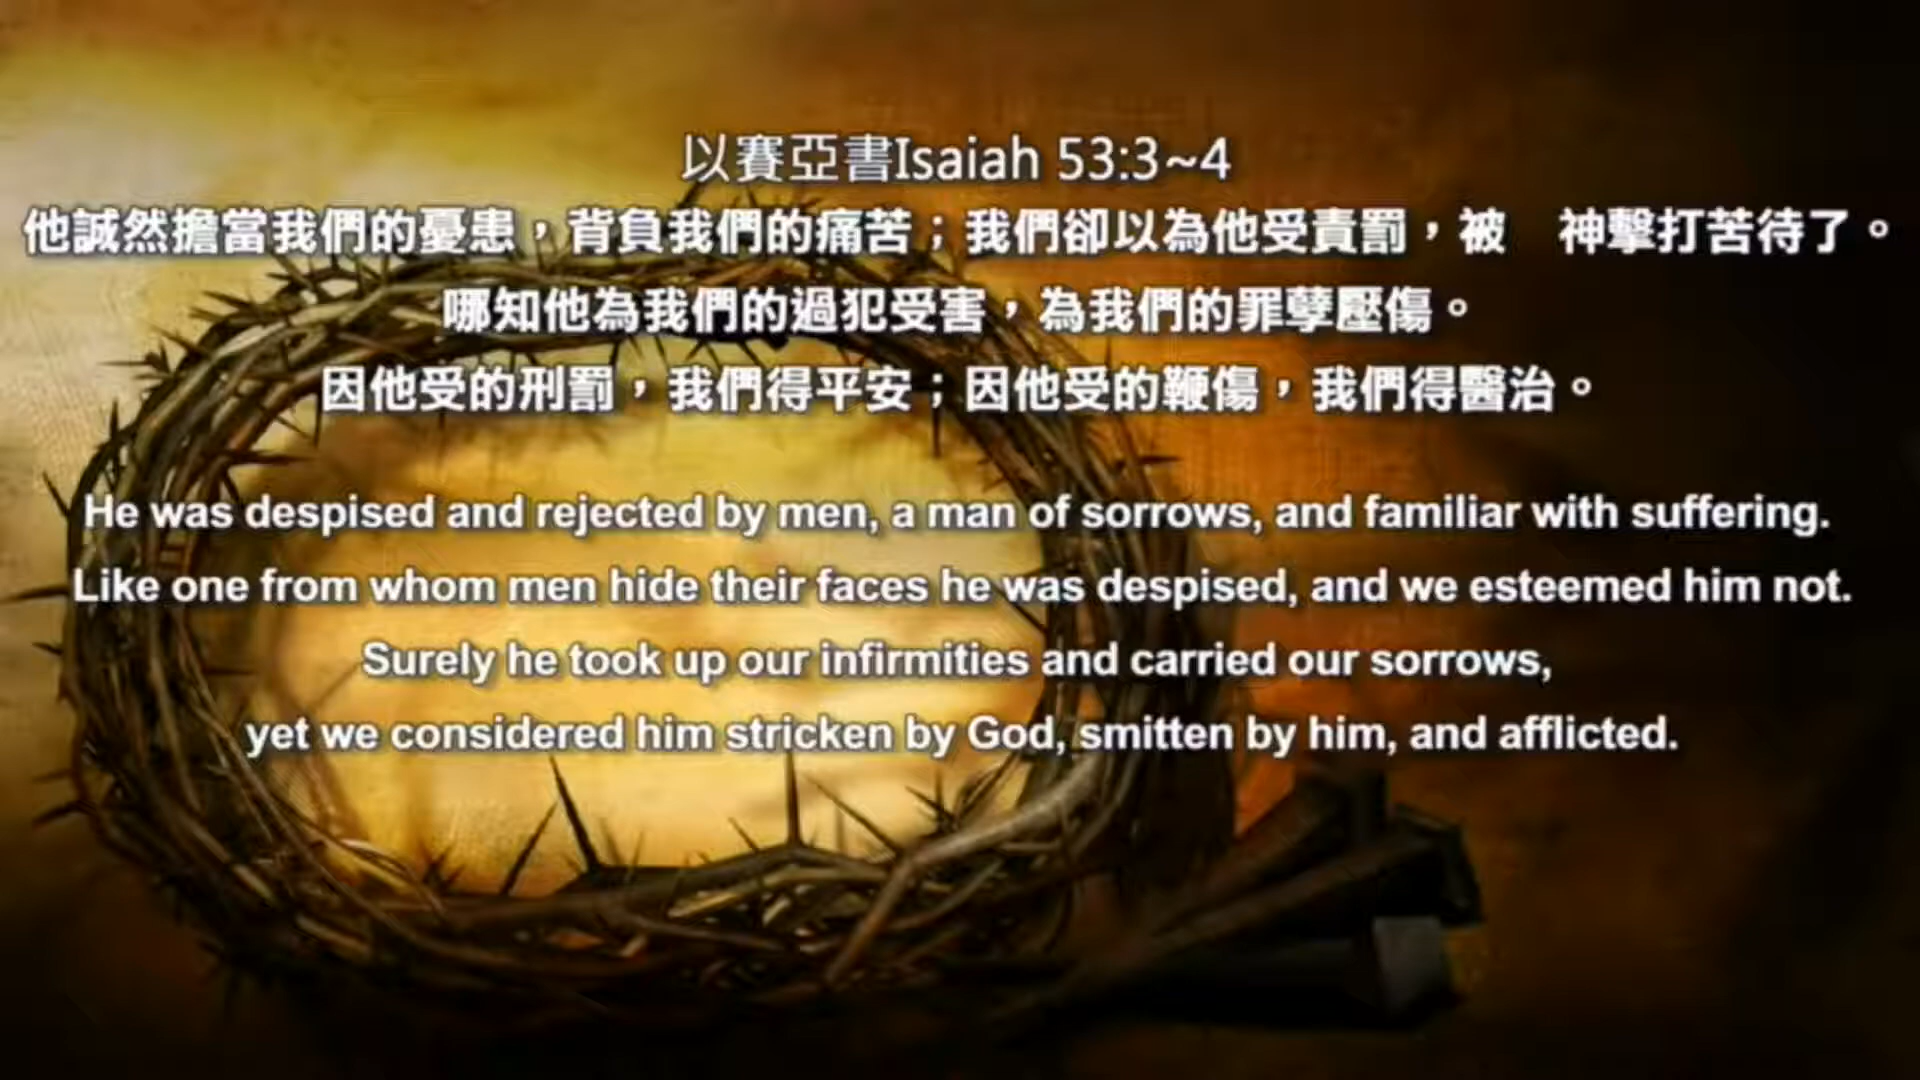 以賽亞書Isaiah 53:3~4
他誠然擔當我們的憂患，背負我們的痛苦；我們卻以為他受責罰，被　神擊打苦待了。
哪知他為我們的過犯受害，為我們的罪孽壓傷。
因他受的刑罰，我們得平安；因他受的鞭傷，我們得醫治。
He was despised and rejected by men, a man of sorrows, and familiar with suffering.
Like one from whom men hide their faces he was despised, and we esteemed him not.
Surely he took up our infirmities and carried our sorrows,
yet we considered him stricken by God, smitten by him, and afflicted.